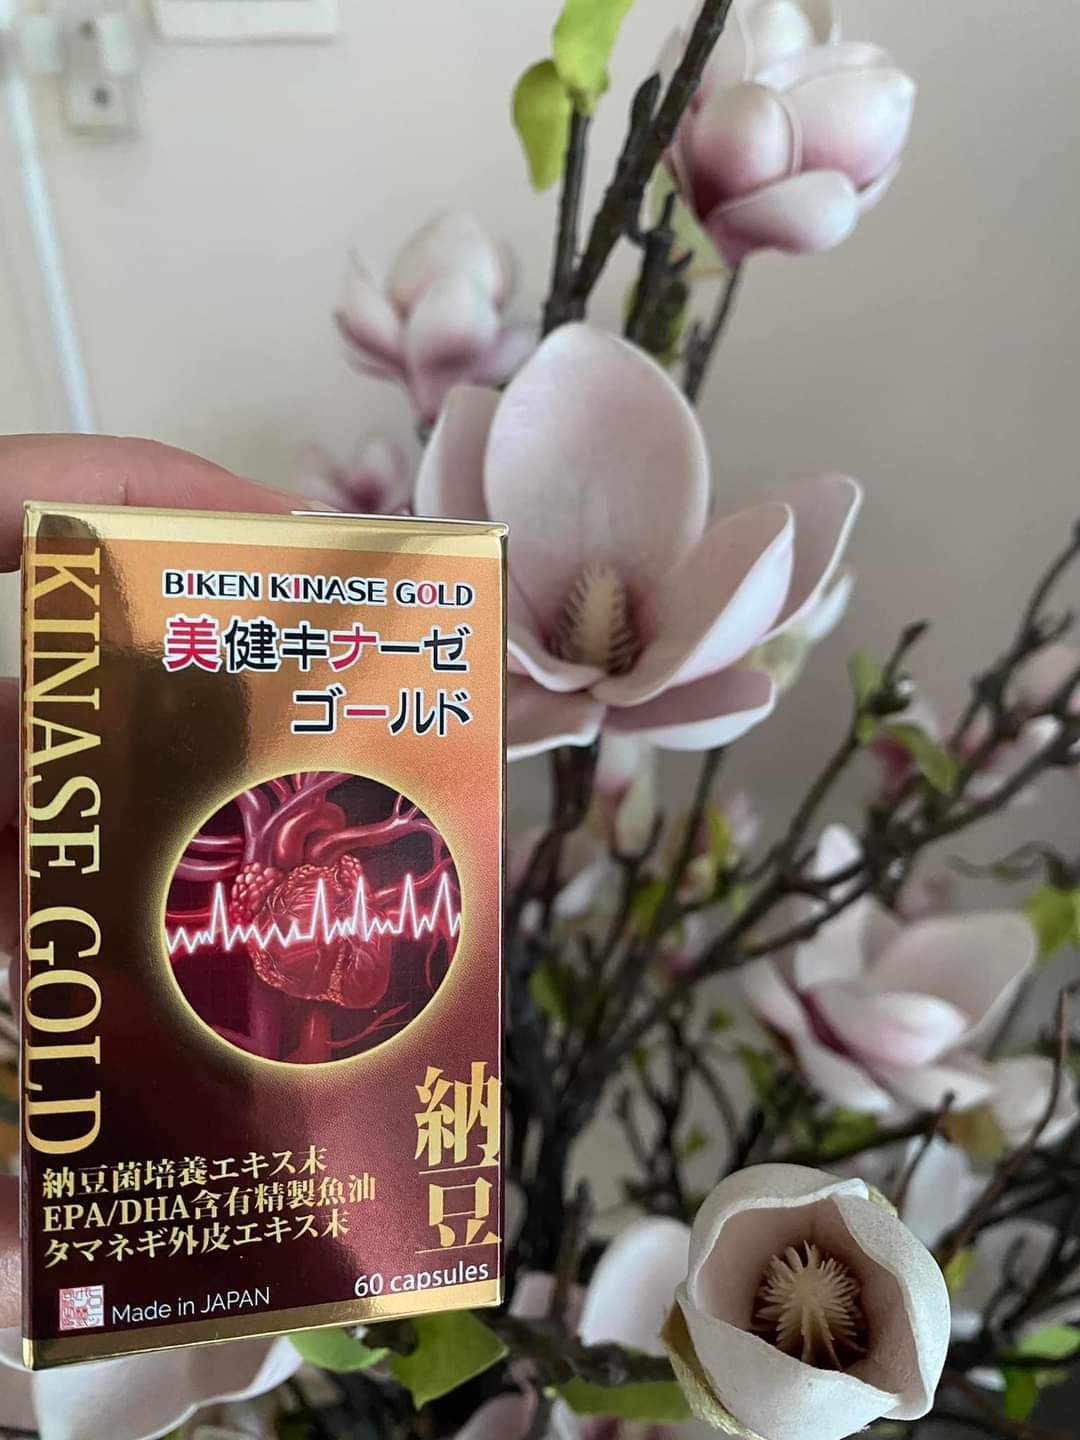 KINASE GOLD
BIKEN KINASE GOLD
美健キナーゼ
ゴールド
納豆
納豆菌培養エキス末
EPA/DHA含有精製魚油
タマネギ外皮エキス末
60 capsules
Made in JAPAN